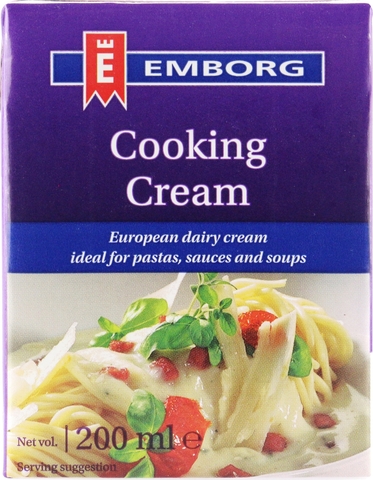 E
EMBORG
Cooking
Cream
European dairy cream
ideal for pastas, sauces and soups
Net vol. | 200 ml ℮
Serving suggestion